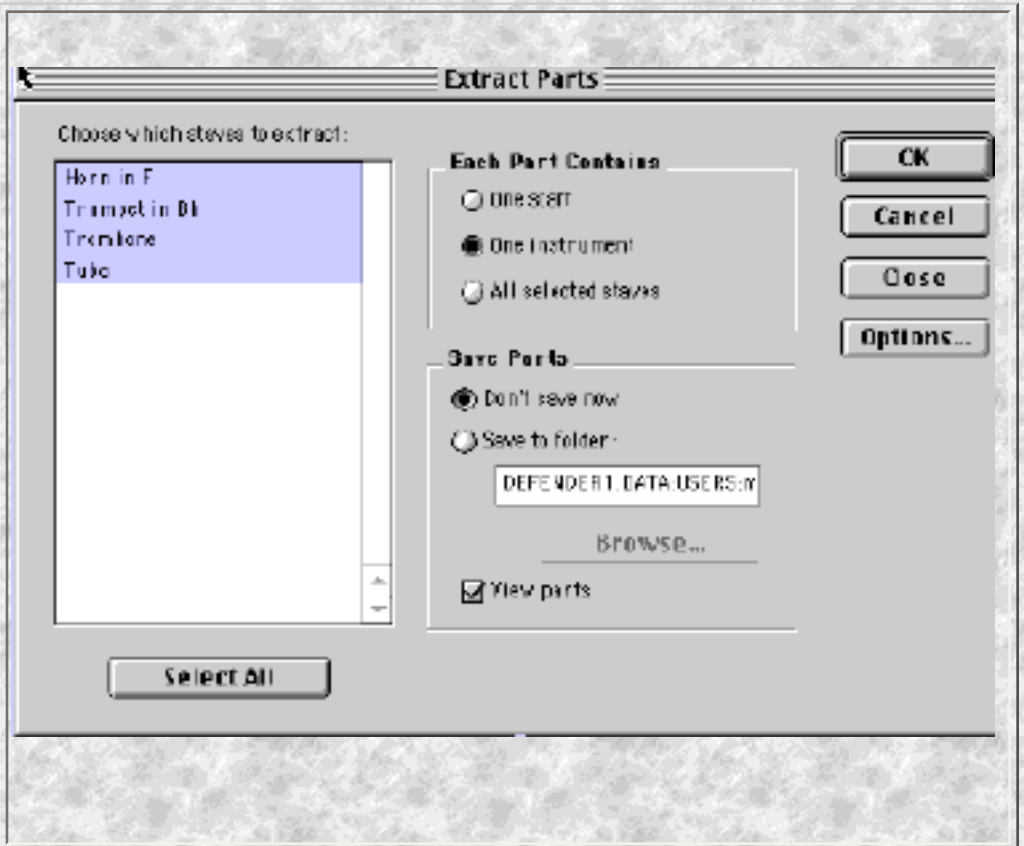 Extract Parts
Choose which staves to extract:
Horn in F
Trumpet in Bb
Trombone
Tuba
Select All
Each Part Contains
One staff
One instrument
All selected staves
Save Parts
Don't save now
Save to folder:
DEFENDER1.DATA:USERS:m
Browse...
View parts
OK
Cancel
Close
Options...